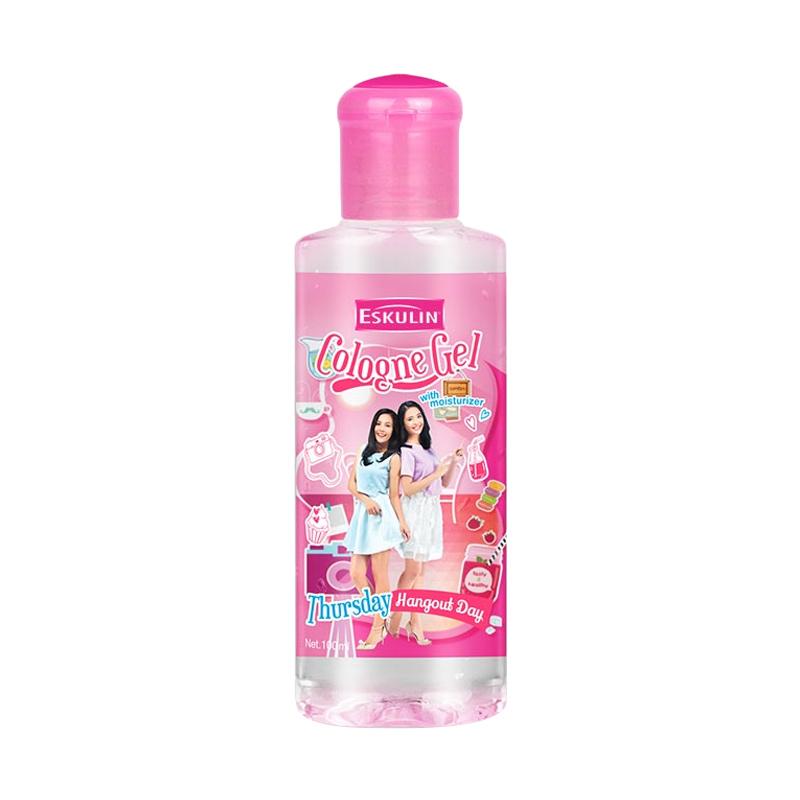 ESKULIN
Cologne Gel
with
moisturizer
Thursday Hangout Day
Net.100ml